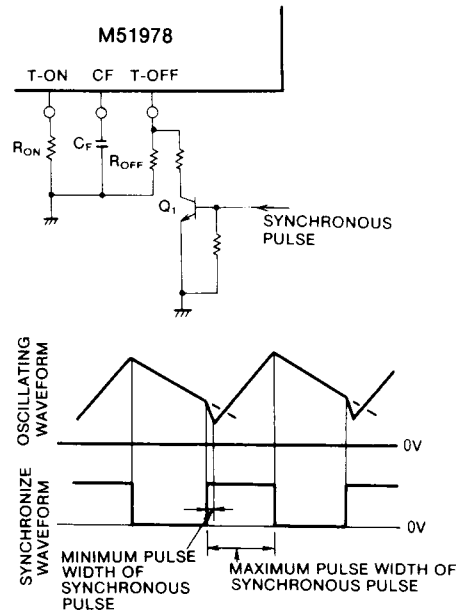 M51978
T-ON CF T-OFF
RON
CF
ROFF
Q1
SYNCHRONOUS
PULSE
OSCILLATING
WAVEFORM
0V
SYNCHRONIZE
WAVEFORM
0V
MINIMUM PULSE
WIDTH OF
SYNCHRONOUS
PULSE
MAXIMUM PULSE WIDTH OF
SYNCHRONOUS PULSE